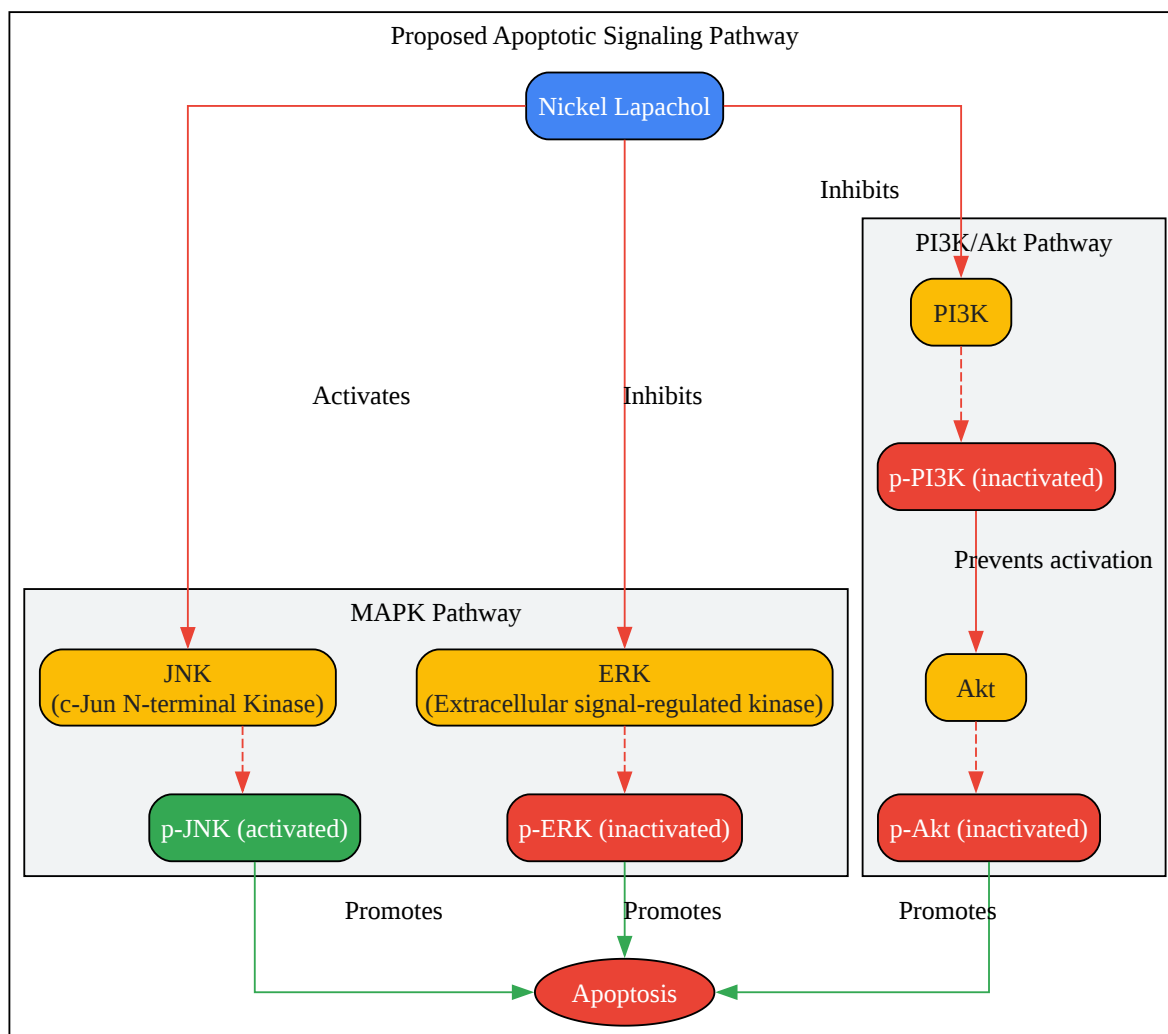 Proposed Apoptotic Signaling Pathway
Nickel Lapachol
Inhibits
PI3K/Akt Pathway
PI3K
Activates
Inhibits
p-PI3K (inactivated)
Prevents activation
MAPK Pathway
JNK
(c-Jun N-terminal Kinase)
ERK
(Extracellular signal-regulated kinase)
Akt
p-JNK (activated)
p-ERK (inactivated)
p-Akt (inactivated)
Promotes
Promotes
Promotes
Apoptosis